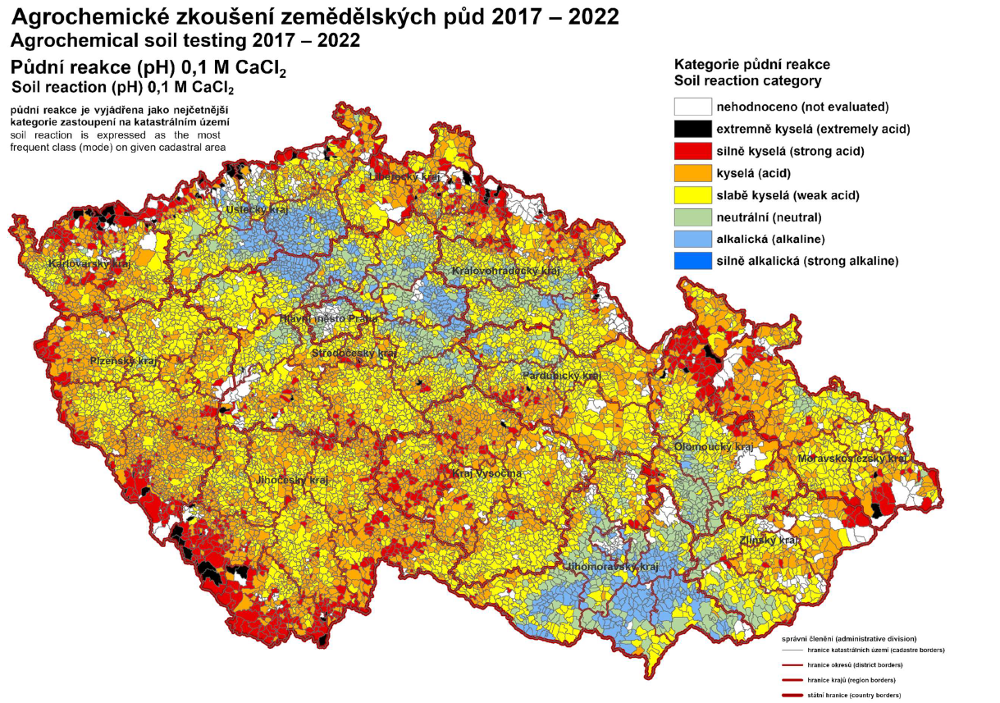 Agrochemické zkoušení zemědělských půd 2017 – 2022
Agrochemical soil testing 2017 – 2022
Půdní reakce (pH) 0,1 M CaCl₂
Soil reaction (pH) 0,1 M CaCl₂
půdní reakce je vyjádřena jako nejčetnější
kategorie zastoupení na katastrálním území
soil reaction is expressed as the most
frequent class (mode) on given cadastral area
Kategorie půdní reakce
Soil reaction category
nehodnoceno (not evaluated)
extremně kyselá (extremely acid)
silně kyselá (strong acid)
kyselá (acid)
slabě kyselá (weak acid)
neutrální (neutral)
alkalická (alkaline)
silně alkalická (strong alkaline)
Liberecký kraj
Ústecký kraj
Karlovarský kraj
Královohradecký kraj
Hlavní město Praha
Středočeský kraj
Plzeňský kraj
Pardubický kraj
Olomoucký kraj
Moravskoslezský kraj
Kraj Vysočina
Jihočeský kraj
Zlínský kraj
Jihomoravský kraj
správní členění (administrative division)
hranice katastrálních území (cadastre borders)
hranice okresů (district borders)
hranice krajů (region borders)
státní hranice (country borders)